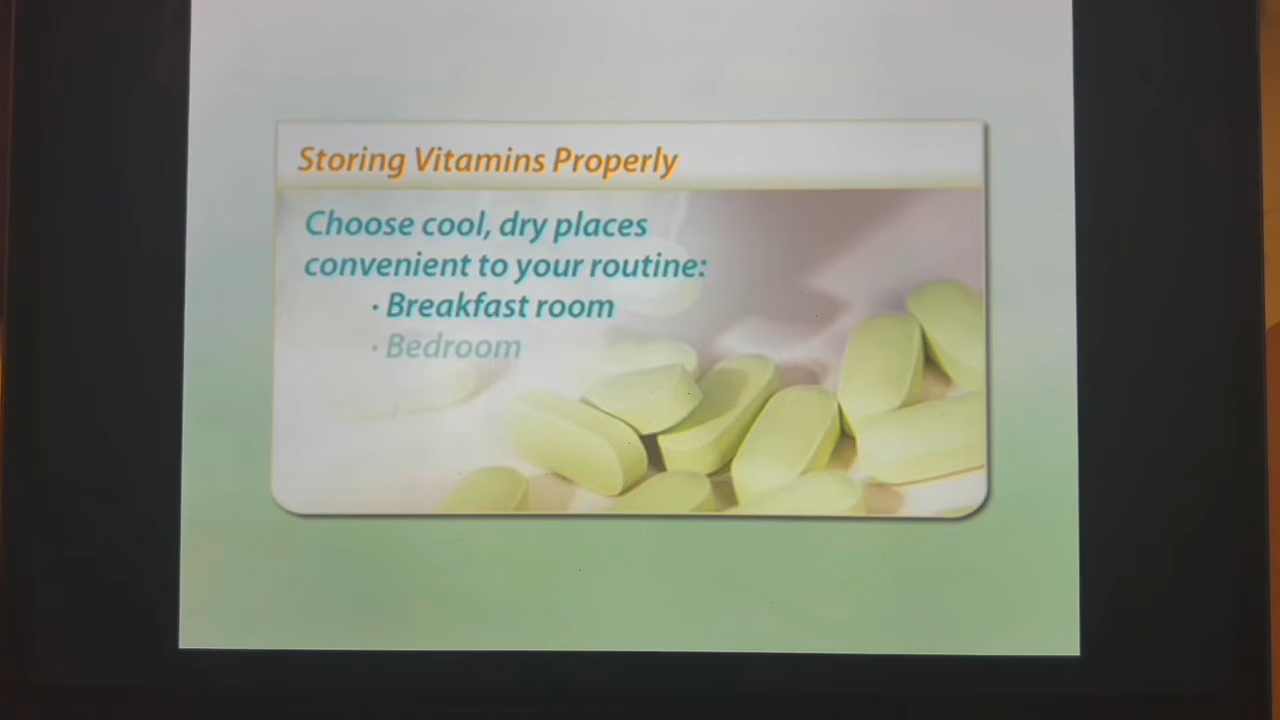 Storing Vitamins Properly
Choose cool, dry places
convenient to your routine:
· Breakfast room
· Bedroom